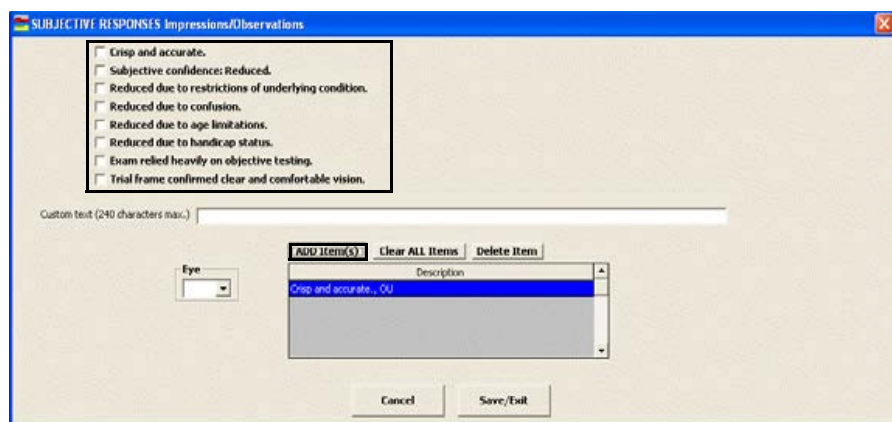 SUBJECTIVE RESPONSES Impressions/Observations
Crisp and accurate.
Subjective confidence: Reduced.
Reduced due to restrictions of underlying condition.
Reduced due to confusion.
Reduced due to age limitations.
Reduced due to handicap status.
Exam relied heavily on objective testing.
Trial frame confirmed clear and comfortable vision.
Custom text (240 characters max.)
ADD Item(s) Clear ALL Items Delete Item
Eye
Description
Crisp and accurate., OU
Cancel Save/Exit